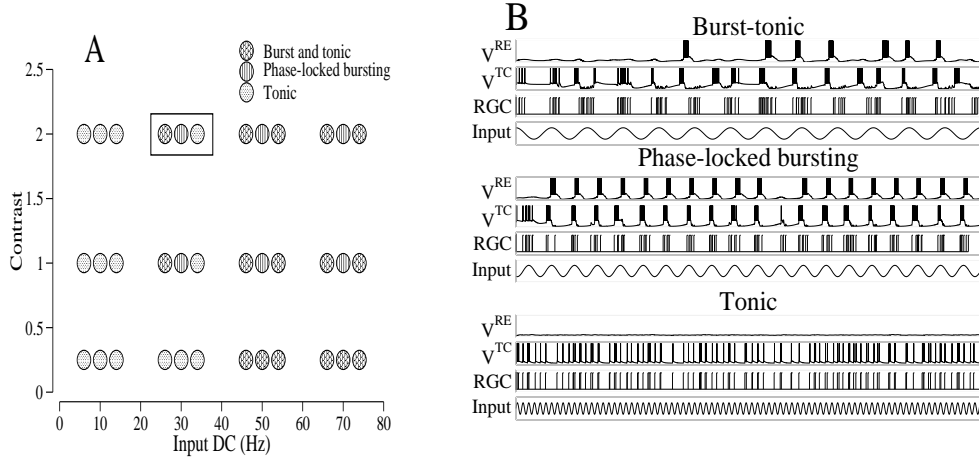 A
Burst and tonic
Phase-locked bursting
Tonic
2.5
2
1.5
1
0.5
0
Contrast
0 10 20 30 40 50 60 70 80
Input DC (Hz)
B
Burst-tonic
V^RE
V^TC
RGC
Input
Phase-locked bursting
V^RE
V^TC
RGC
Input
Tonic
V^RE
V^TC
RGC
Input